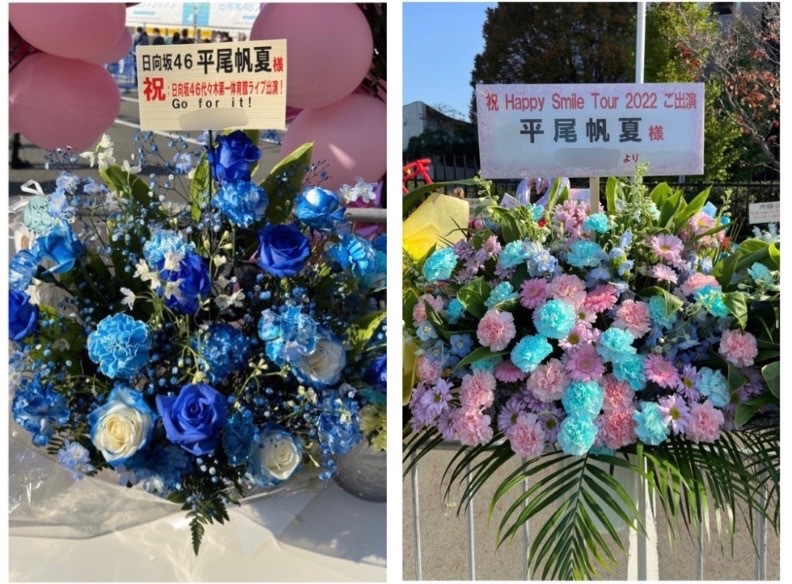 日向坂46 平尾帆夏様
祝:日向坂46代々木第一体育館ライブ出演!
Go for it!
祝 Happy Smile Tour 2022 ご出演
平尾帆夏様
より